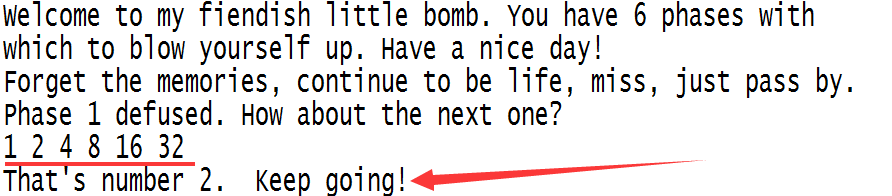 Welcome to my fiendish little bomb. You have 6 phases with
which to blow yourself up. Have a nice day!
Forget the memories, continue to be life, miss, just pass by.
Phase 1 defused. How about the next one?
1 2 4 8 16 32
That's number 2.  Keep going!